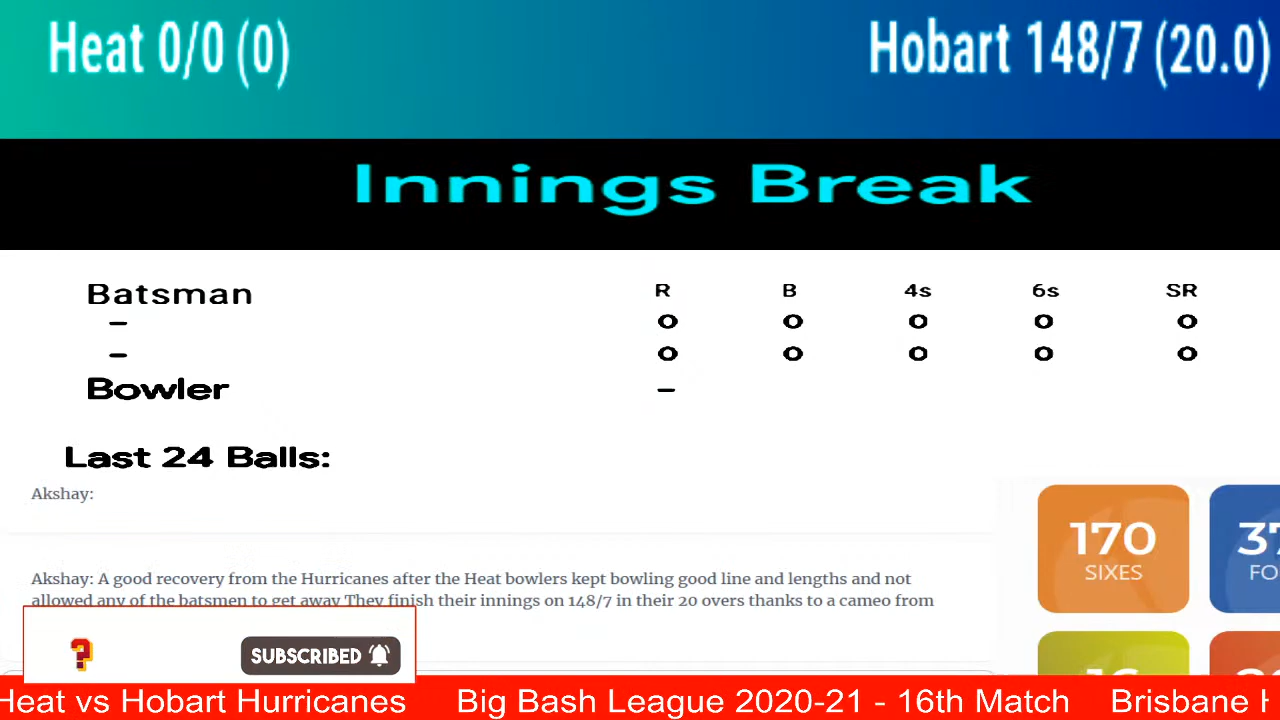 Heat 0/0 (0)
Hobart 148/7 (20.0)
Innings Break
Batsman R B 4s 6s SR
– 0 0 0 0 0
– 0 0 0 0 0
Bowler –
Last 24 Balls:
Akshay:
Akshay: A good recovery from the Hurricanes after the Heat bowlers kept bowling good line and lengths and not
allowed any of the batsmen to get away They finish their innings on 148/7 in their 20 overs thanks to a cameo from
170
SIXES
37
FO
?
SUBSCRIBED
Heat vs Hobart Hurricanes Big Bash League 2020-21 - 16th Match Brisbane H